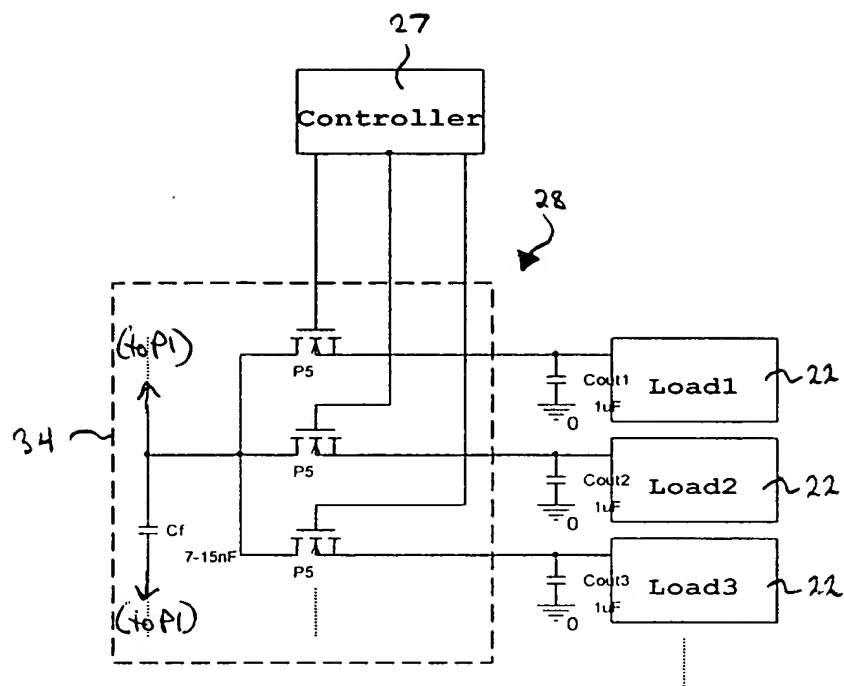 27
Controller
28
(to P1)
P5
Cout1
1uF
0
Load1
22
34
P5
Cout2
1uF
0
Load2
22
Cf
7-15nF
P5
Cout3
1uF
0
Load3
22
(to P1)